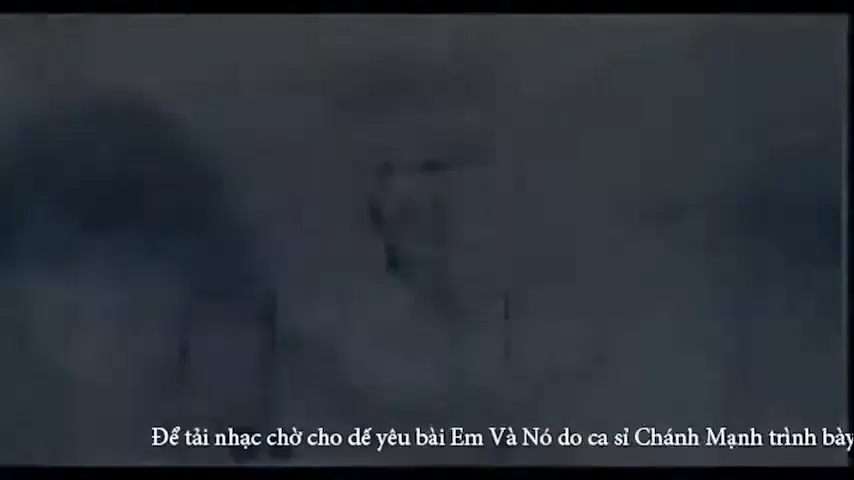 Để tải nhạc chờ cho dế yêu bài Em Và Nó do ca sỉ Chánh Mạnh trình bày